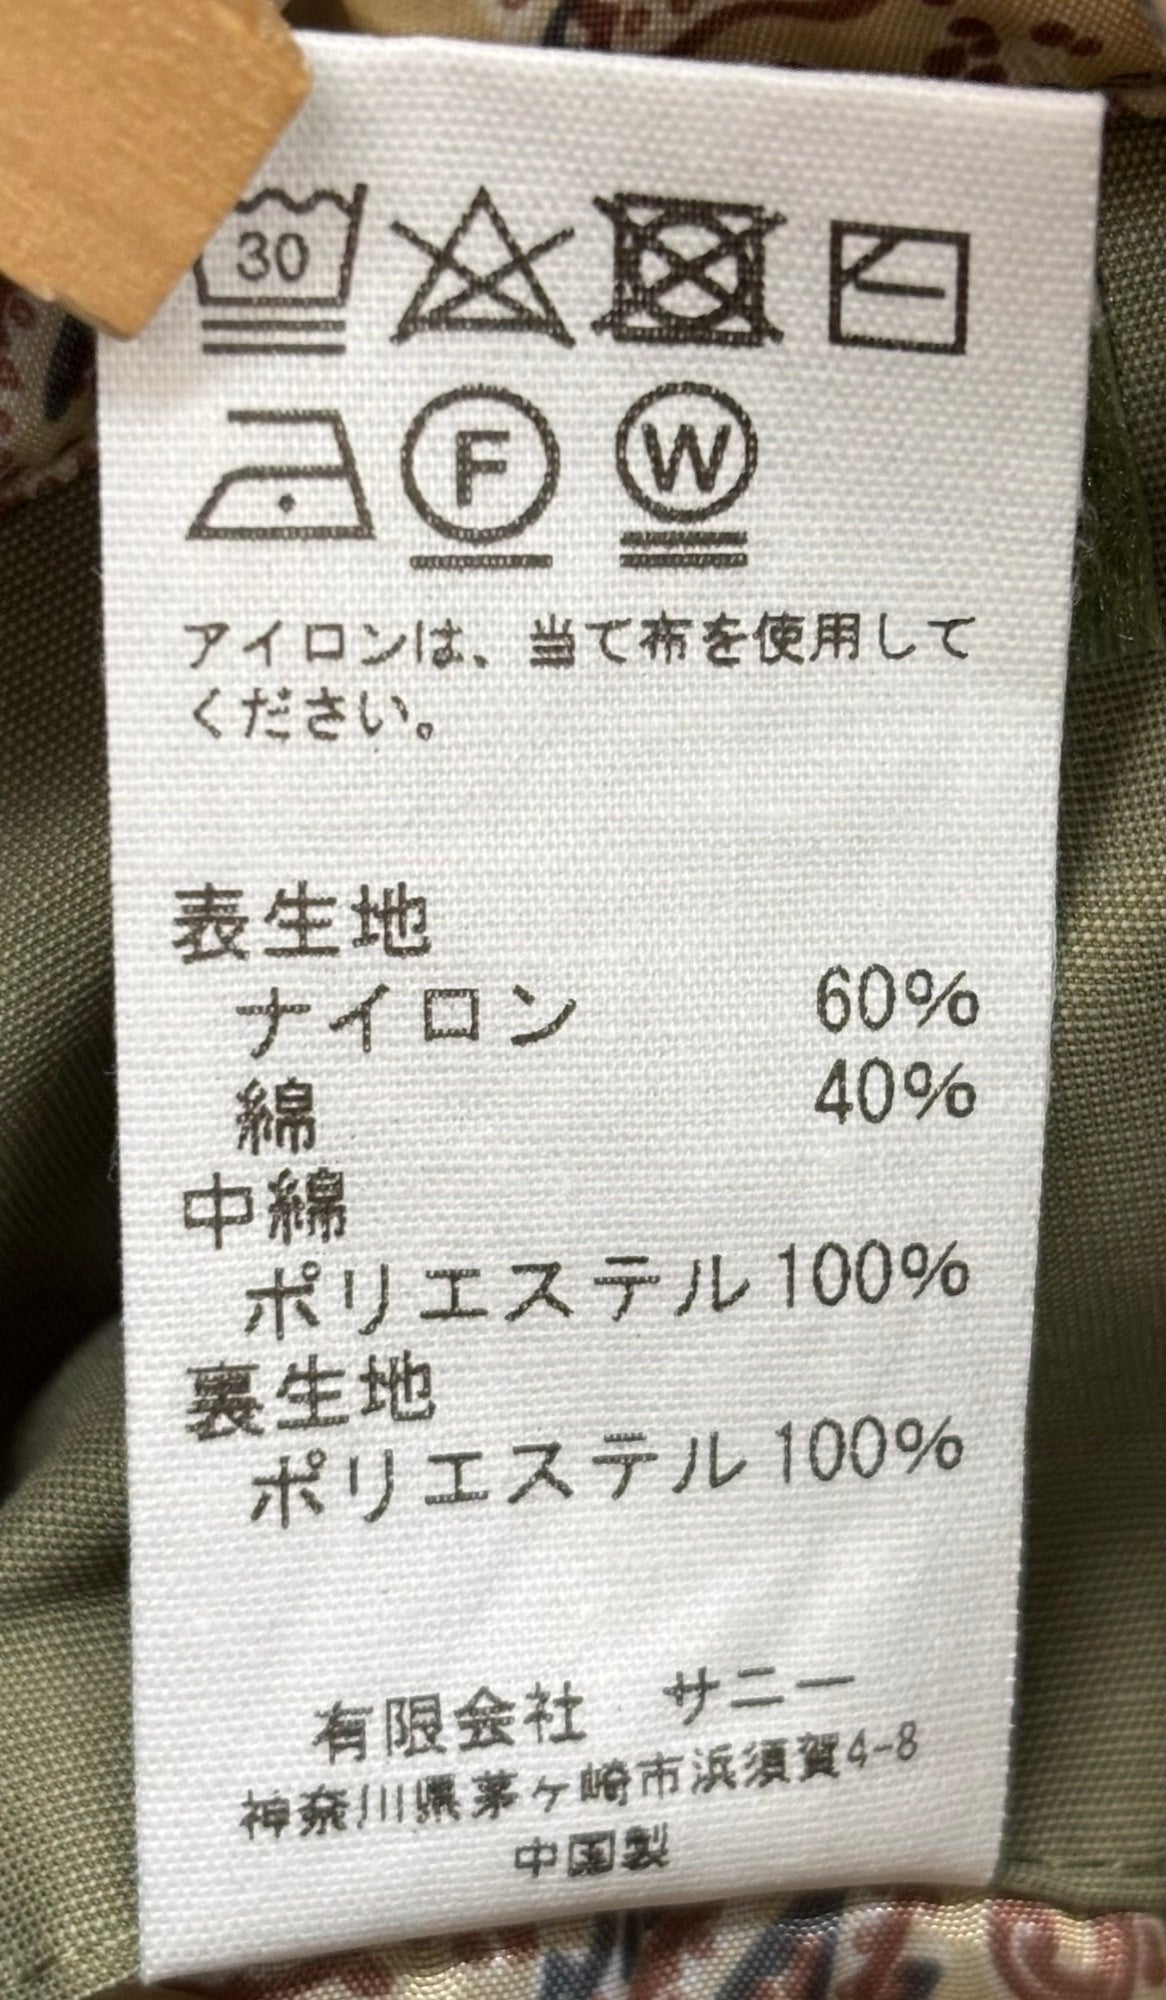 30
F W
アイロンは、当て布を使用して
ください。
表生地
ナイロン 60%
綿 40%
中綿
ポリエステル 100%
裏生地
ポリエステル 100%
有限会社 サニー
神奈川県茅ヶ崎市浜須賀4-8
中国製